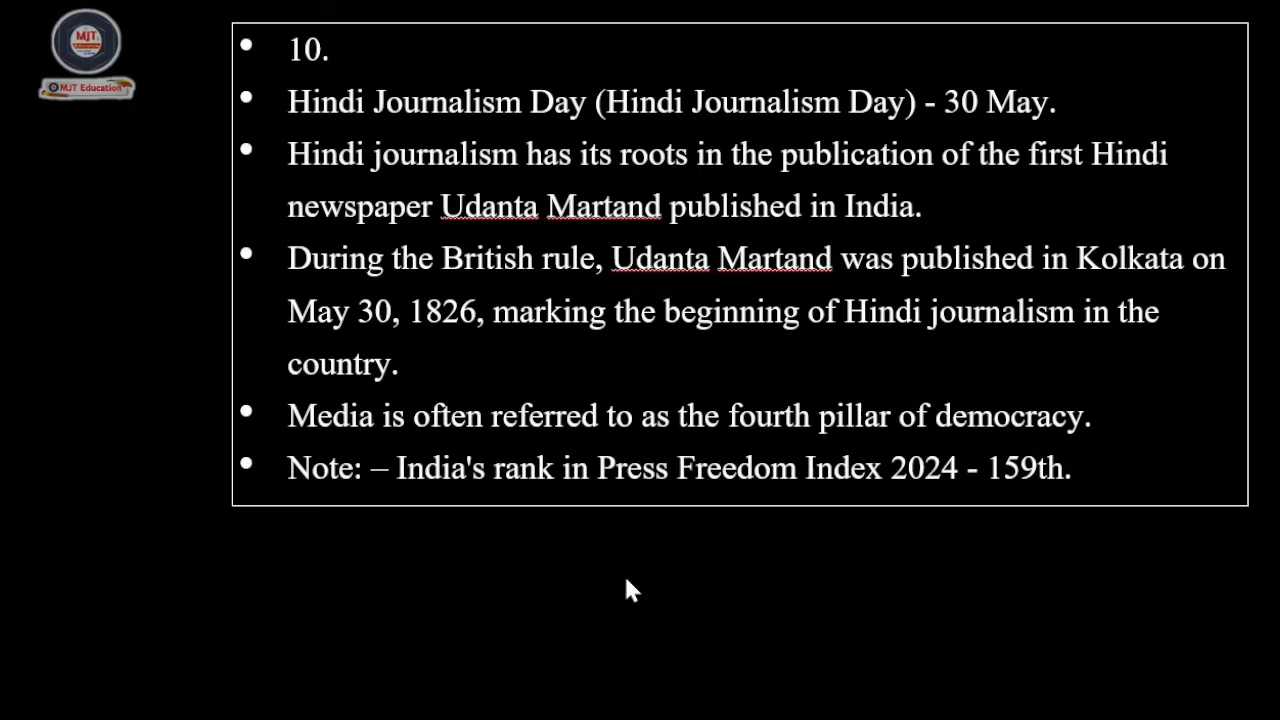 MJT
Education
MJT Education
• 10.
• Hindi Journalism Day (Hindi Journalism Day) - 30 May.
• Hindi journalism has its roots in the publication of the first Hindi
newspaper Udanta Martand published in India.
• During the British rule, Udanta Martand was published in Kolkata on
May 30, 1826, marking the beginning of Hindi journalism in the
country.
• Media is often referred to as the fourth pillar of democracy.
• Note: – India's rank in Press Freedom Index 2024 - 159th.